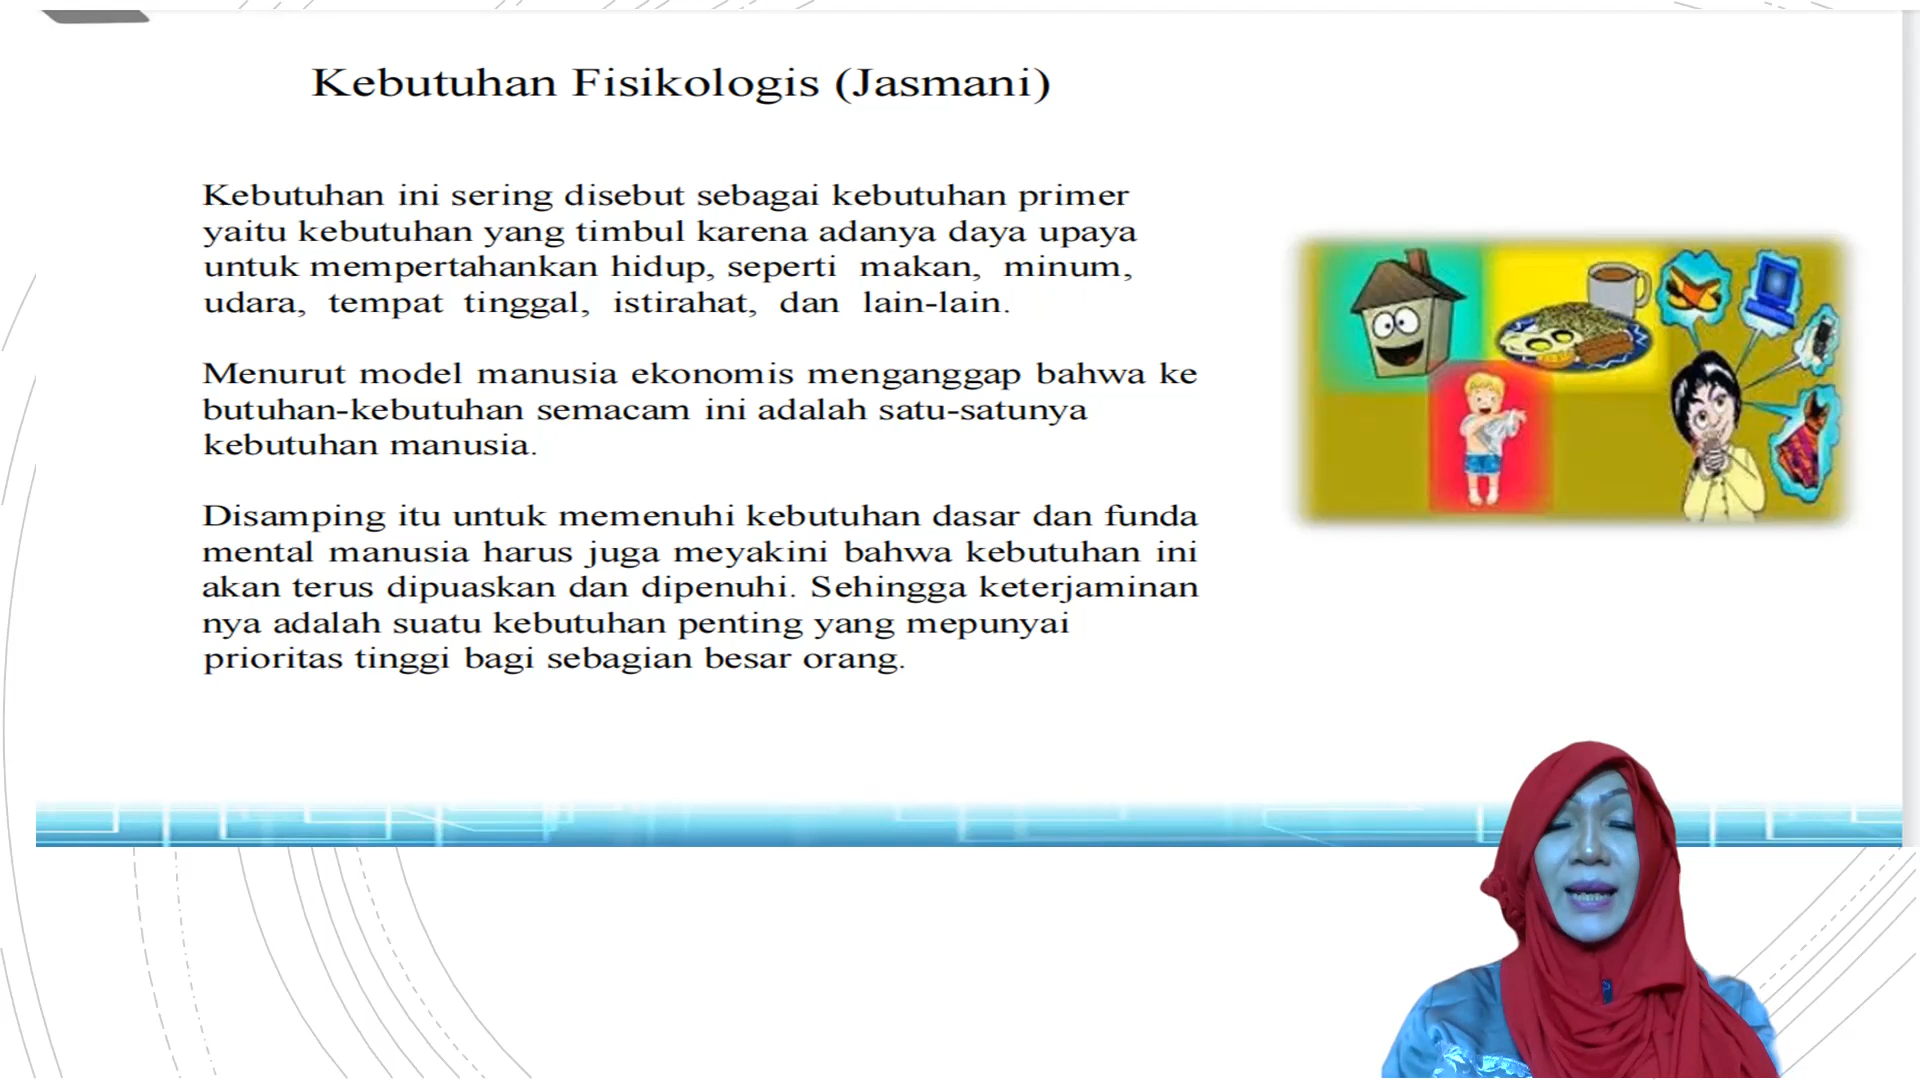 Kebutuhan Fisikologis (Jasmani)
Kebutuhan ini sering disebut sebagai kebutuhan primer
yaitu kebutuhan yang timbul karena adanya daya upaya
untuk mempertahankan hidup, seperti makan, minum,
udara, tempat tinggal, istirahat, dan lain-lain.
Menurut model manusia ekonomis menganggap bahwa ke
butuhan-kebutuhan semacam ini adalah satu-satunya
kebutuhan manusia.
Disamping itu untuk memenuhi kebutuhan dasar dan funda
mental manusia harus juga meyakini bahwa kebutuhan ini
akan terus dipuaskan dan dipenuhi. Sehingga keterjaminan
nya adalah suatu kebutuhan penting yang mepunyai
prioritas tinggi bagi sebagian besar orang.